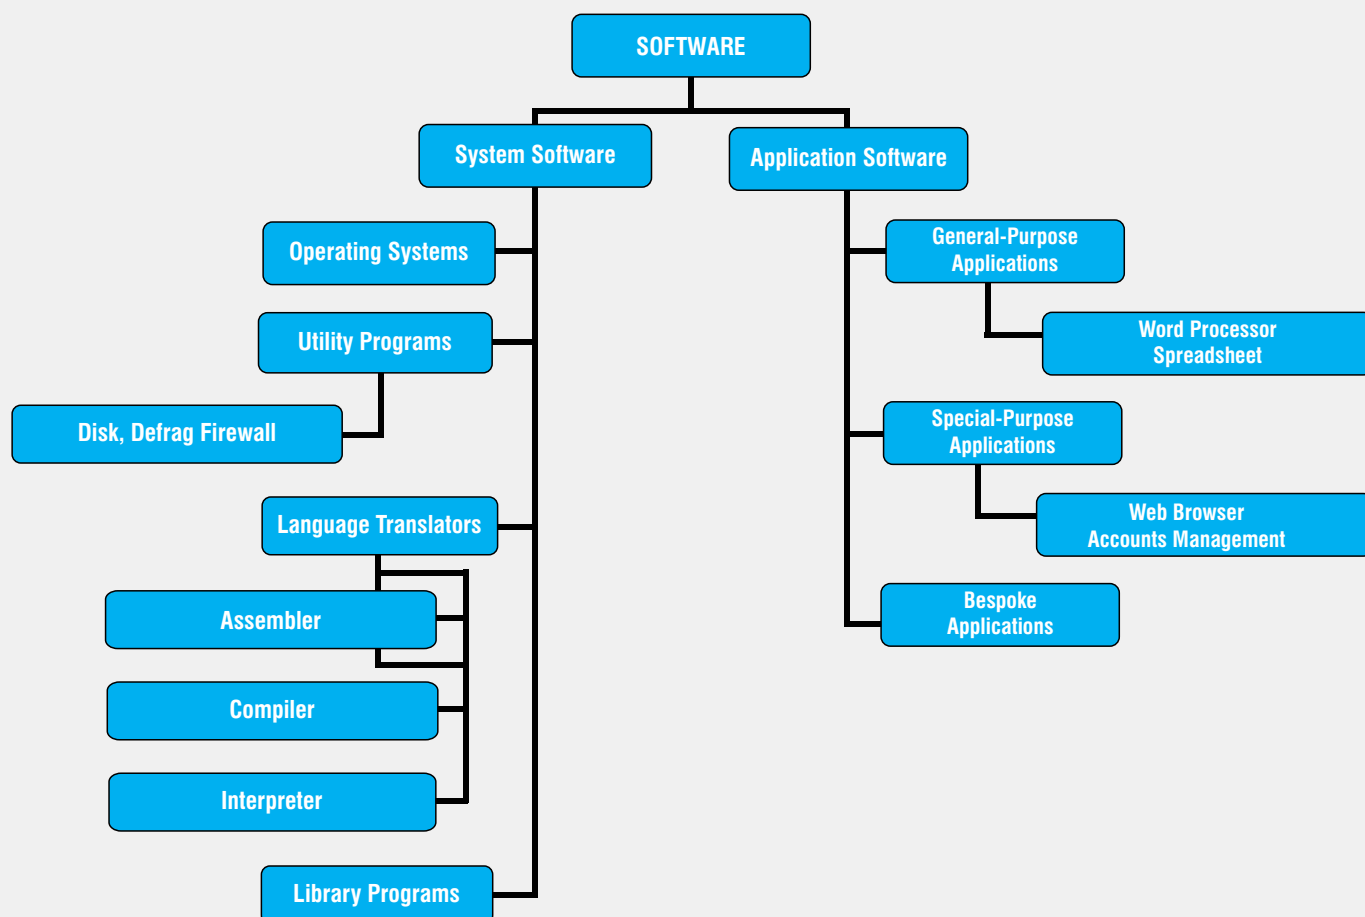 SOFTWARE
System Software
Application Software
Operating Systems
General-Purpose
Applications
Utility Programs
Word Processor
Spreadsheet
Disk, Defrag Firewall
Special-Purpose
Applications
Language Translators
Web Browser
Accounts Management
Assembler
Bespoke
Applications
Compiler
Interpreter
Library Programs